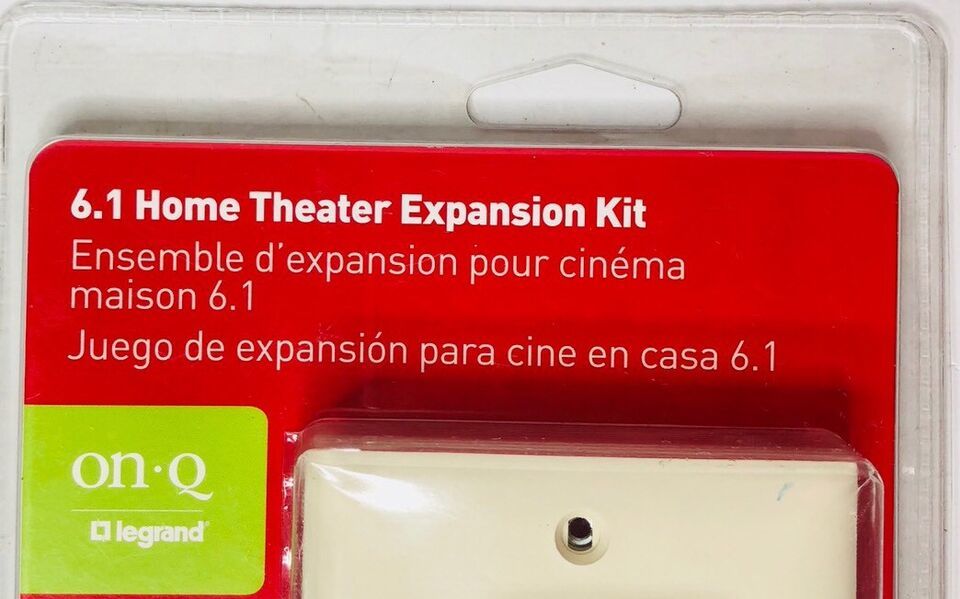 6.1 Home Theater Expansion Kit
Ensemble d'expansion pour cinéma
maison 6.1
Juego de expansión para cine en casa 6.1
on·Q
legrand®